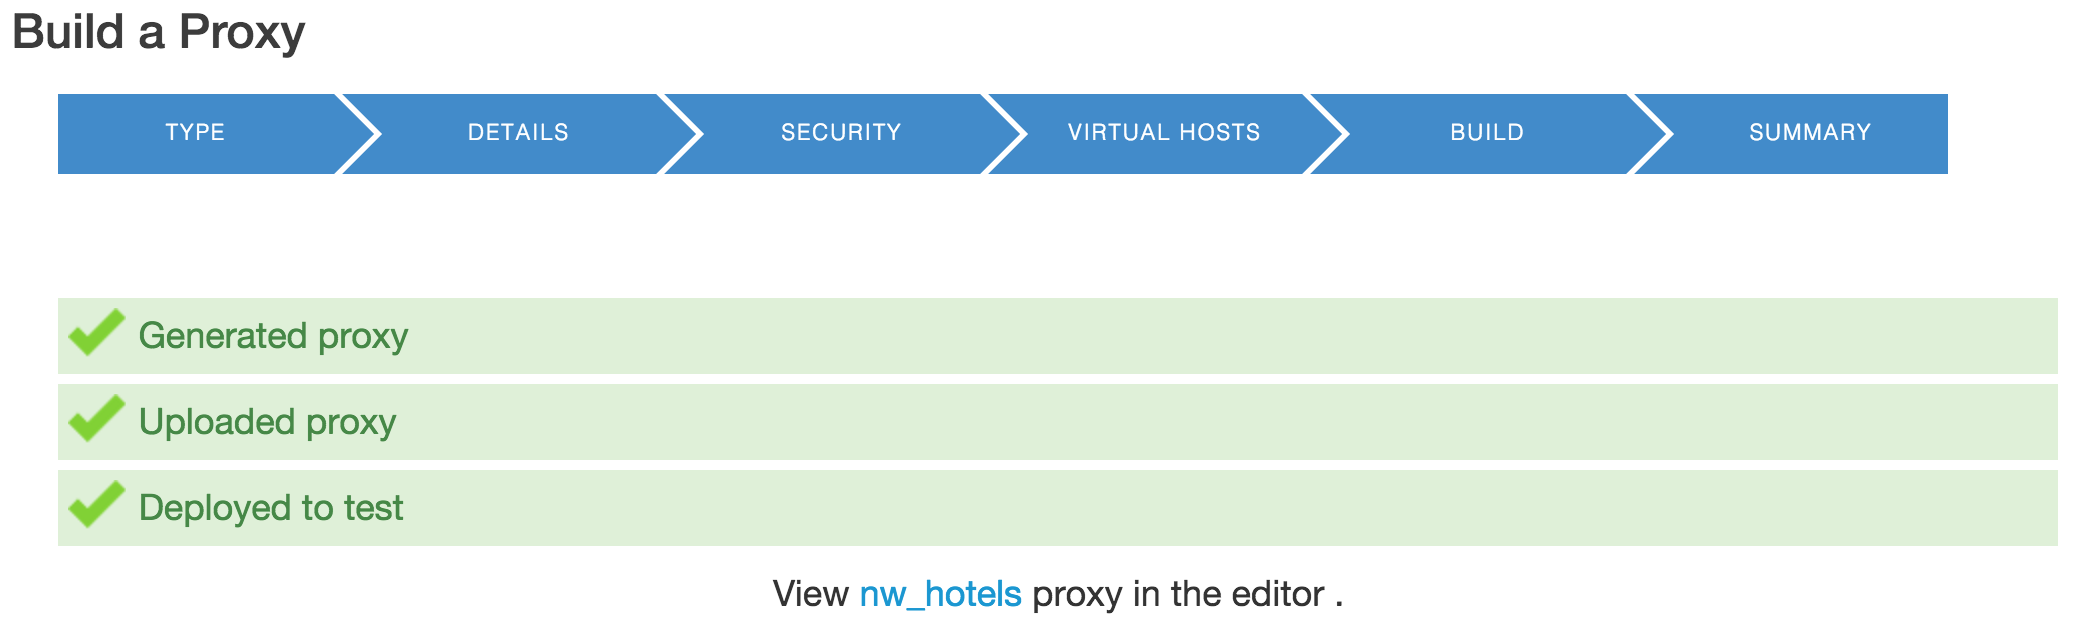 Build a Proxy
TYPE DETAILS SECURITY VIRTUAL HOSTS BUILD SUMMARY
Generated proxy
Uploaded proxy
Deployed to test
View nw_hotels proxy in the editor .